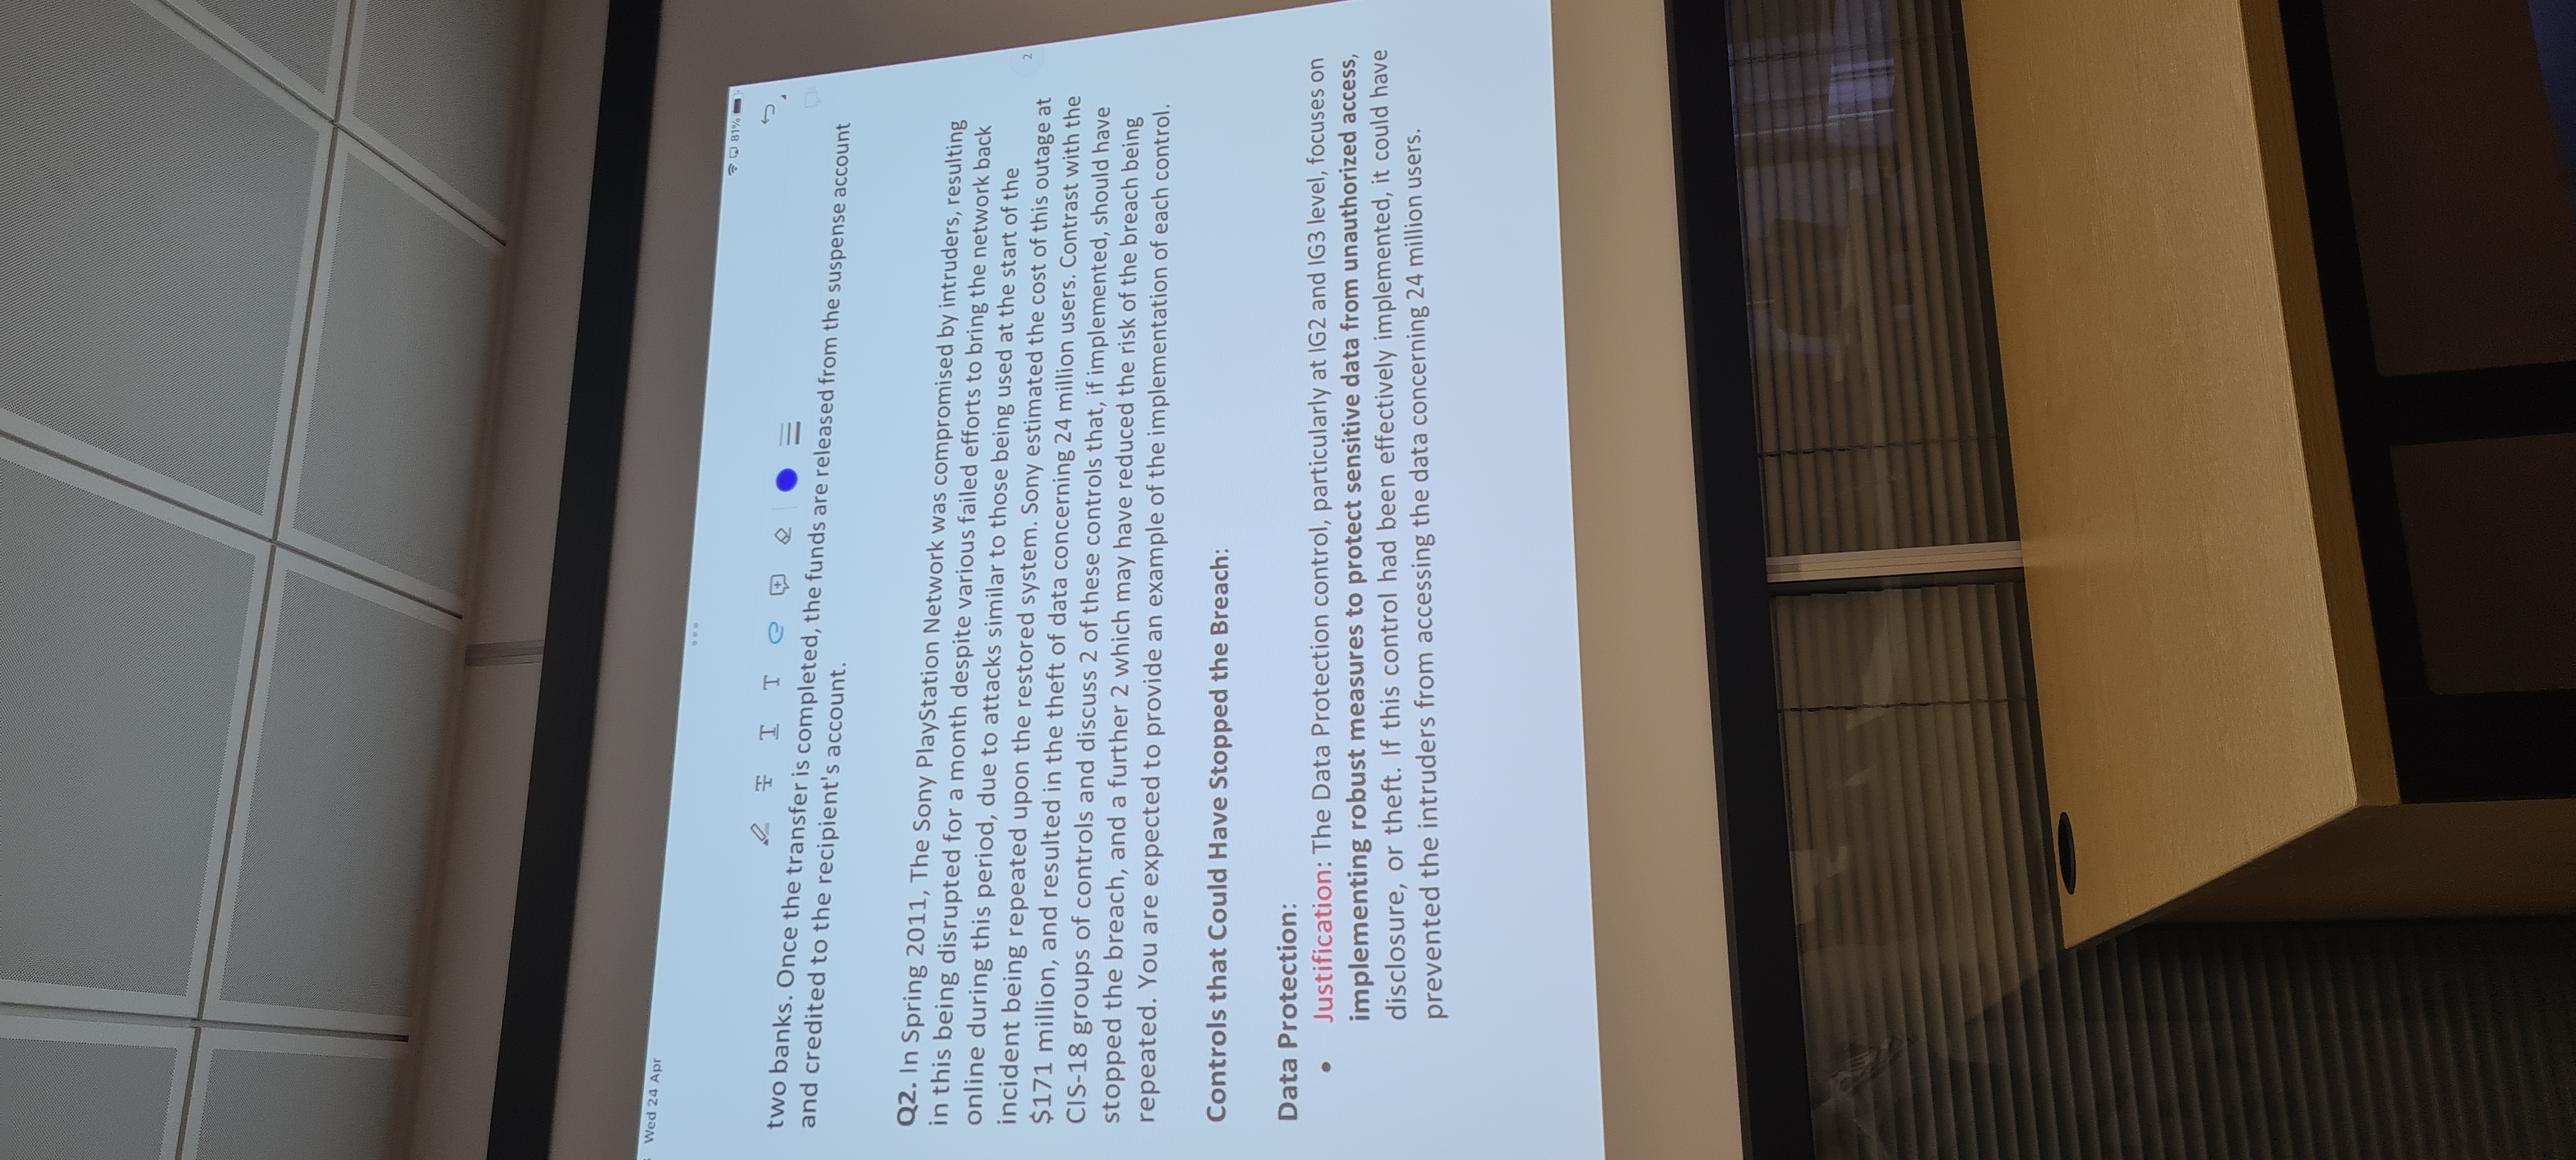 Wed 24 Apr
81%
two banks. Once the transfer is completed, the funds are released from the suspense account
and credited to the recipient's account.
Q2. In Spring 2011, The Sony PlayStation Network was compromised by intruders, resulting
in this being disrupted for a month despite various failed efforts to bring the network back
online during this period, due to attacks similar to those being used at the start of the
incident being repeated upon the restored system. Sony estimated the cost of this outage at
$171 million, and resulted in the theft of data concerning 24 million users. Contrast with the
CIS-18 groups of controls and discuss 2 of these controls that, if implemented, should have
stopped the breach, and a further 2 which may have reduced the risk of the breach being
repeated. You are expected to provide an example of the implementation of each control.
2
Controls that Could Have Stopped the Breach:
Data Protection:
• Justification: The Data Protection control, particularly at IG2 and IG3 level, focuses on
implementing robust measures to protect sensitive data from unauthorized access,
disclosure, or theft. If this control had been effectively implemented, it could have
prevented the intruders from accessing the data concerning 24 million users.